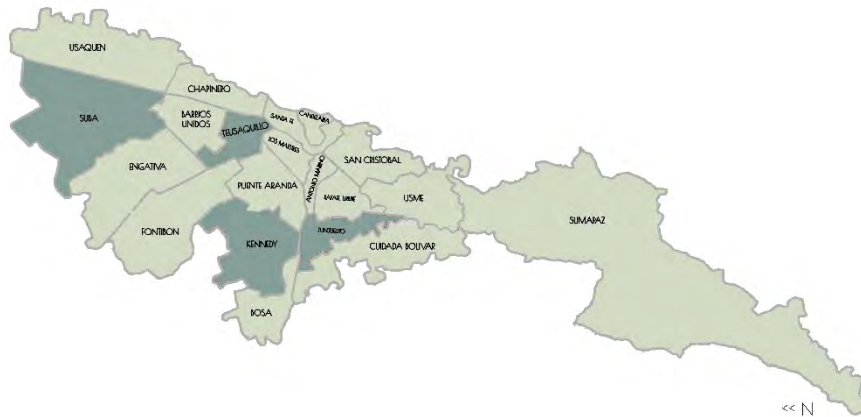 USAQUEN
CHAPINERO
SUBA
BARRIOS
UNIDOS
TEUSAQUILLO
SANTA FE
CANDELARIA
LOS MARTIRES
ENGATIVA
SAN CRISTOBAL
ANTONIO NARINO
PUENTE ARANDA
RAFAEL URIBE
USME
SUMAPAZ
FONTIBON
KENNEDY
TUNJUELITO
CUIDADA BOLIVAR
BOSA
<< N